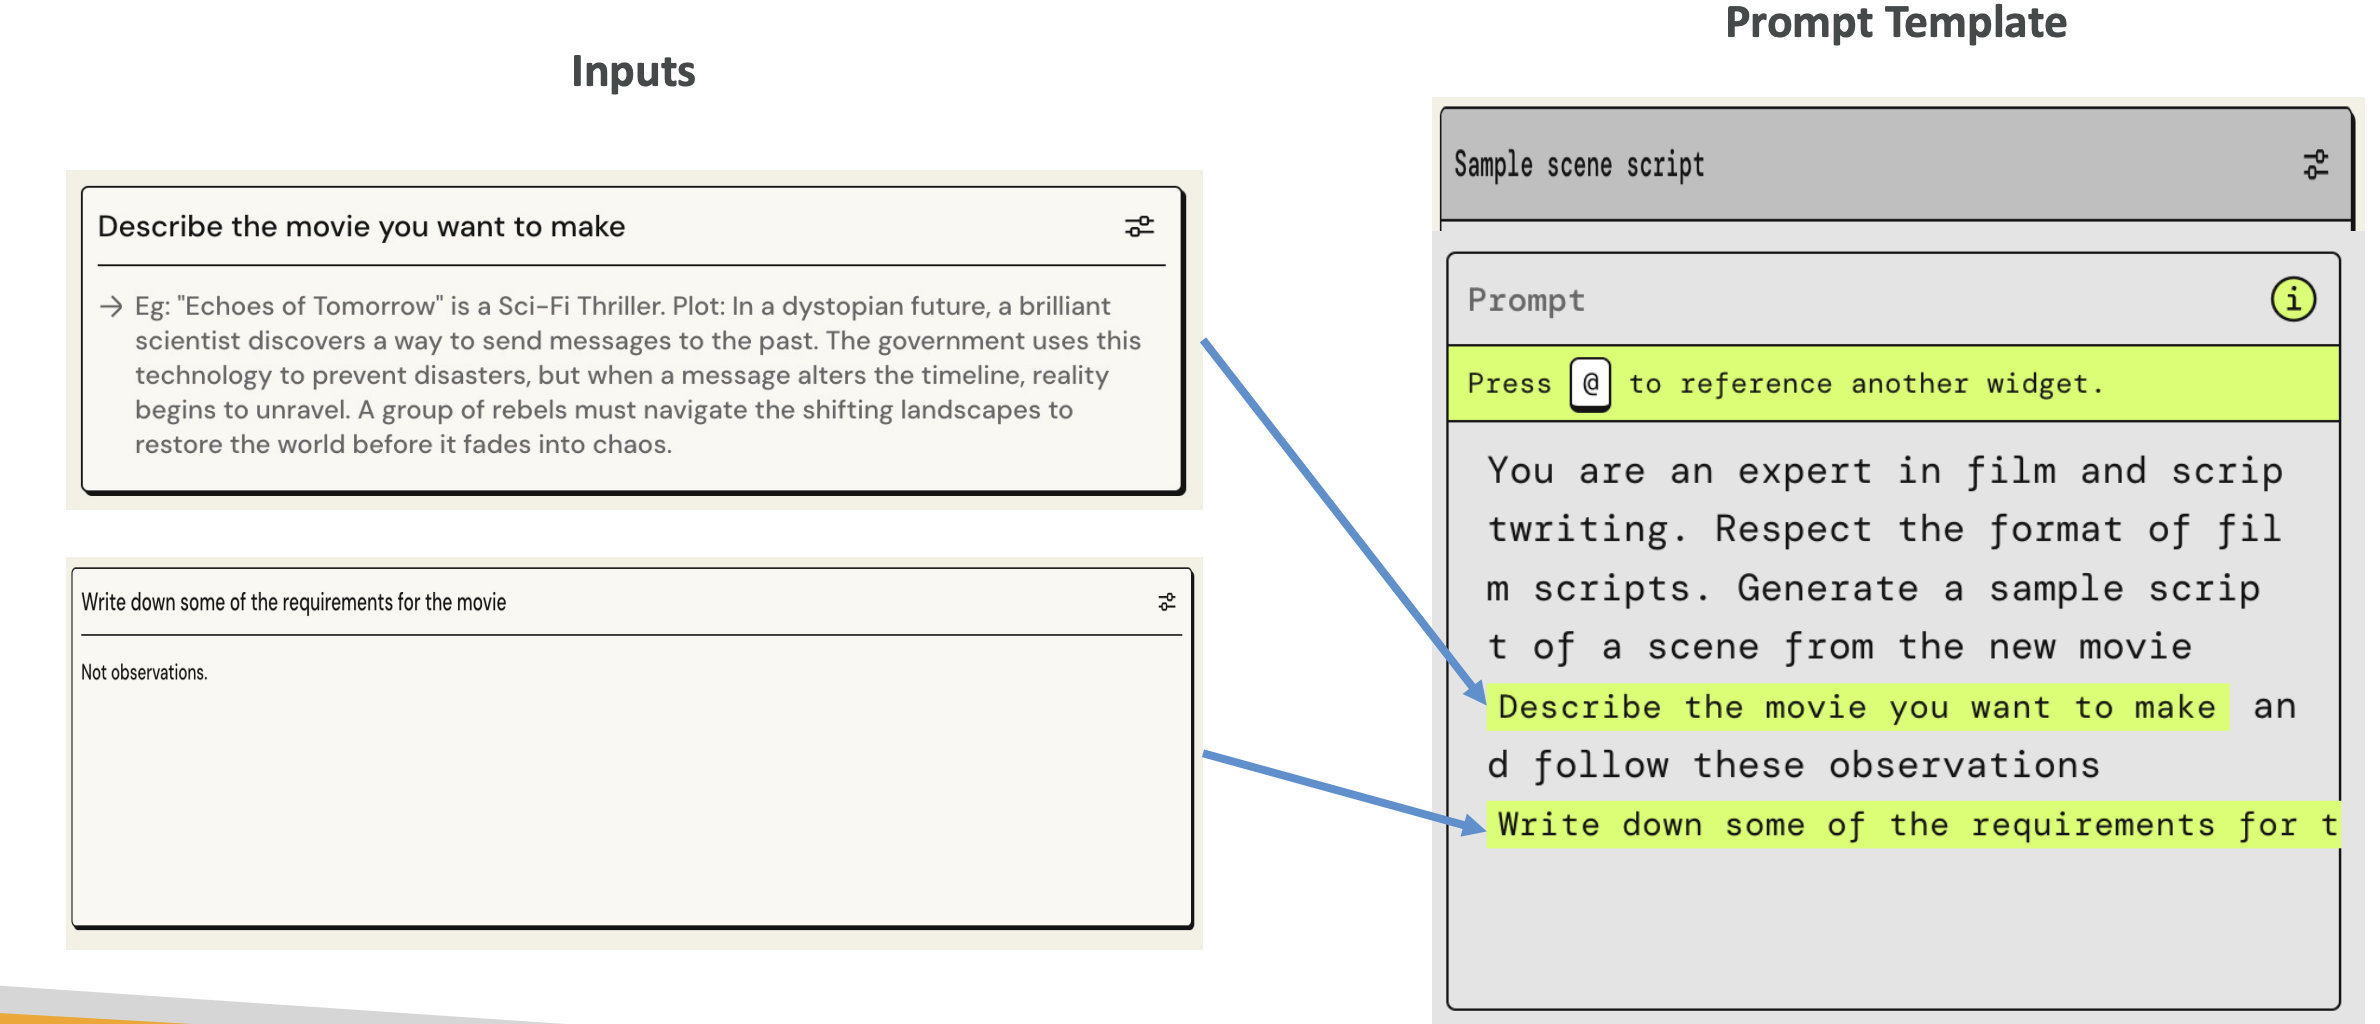 Inputs
Describe the movie you want to make
→ Eg: "Echoes of Tomorrow" is a Sci-Fi Thriller. Plot: In a dystopian future, a brilliant
scientist discovers a way to send messages to the past. The government uses this
technology to prevent disasters, but when a message alters the timeline, reality
begins to unravel. A group of rebels must navigate the shifting landscapes to
restore the world before it fades into chaos.
Write down some of the requirements for the movie
Not observations.
Prompt Template
Sample scene script
Prompt
i
Press @ to reference another widget.
You are an expert in film and scrip
twriting. Respect the format of fil
m scripts. Generate a sample scrip
t of a scene from the new movie
Describe the movie you want to make an
d follow these observations
Write down some of the requirements for t